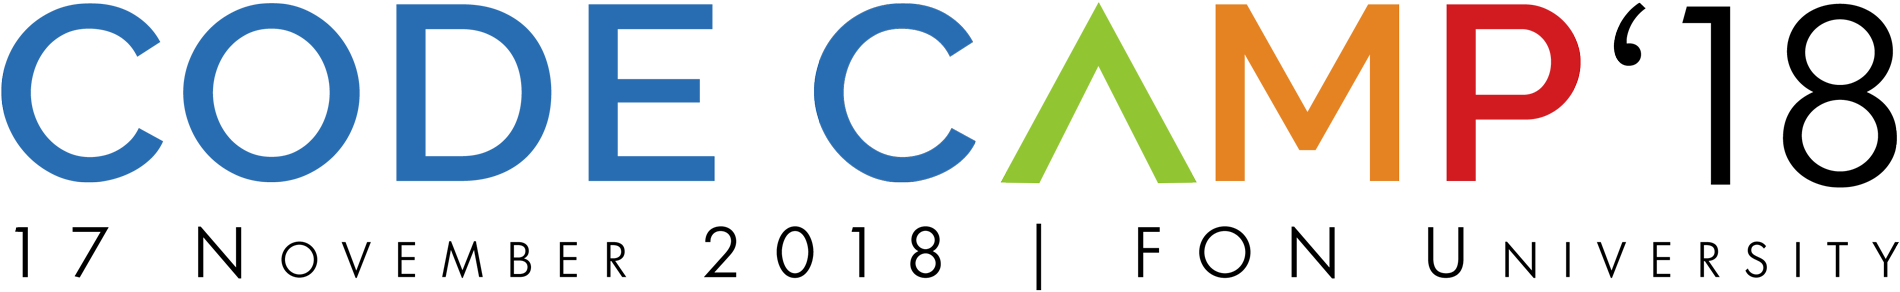 CODE CAMP‘18
17 November 2018 | FON University